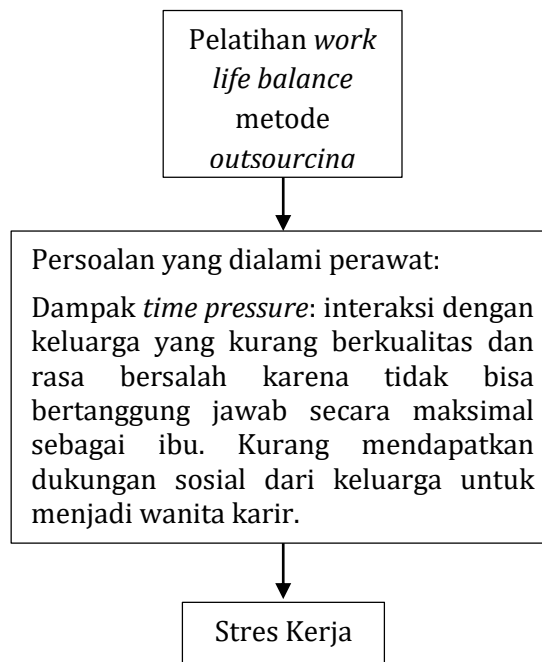 Pelatihan work
life balance
metode
outsourcing
Persoalan yang dialami perawat:
Dampak time pressure: interaksi dengan
keluarga yang kurang berkualitas dan
rasa bersalah karena tidak bisa
bertanggung jawab secara maksimal
sebagai ibu. Kurang mendapatkan
dukungan sosial dari keluarga untuk
menjadi wanita karir.
Stres Kerja